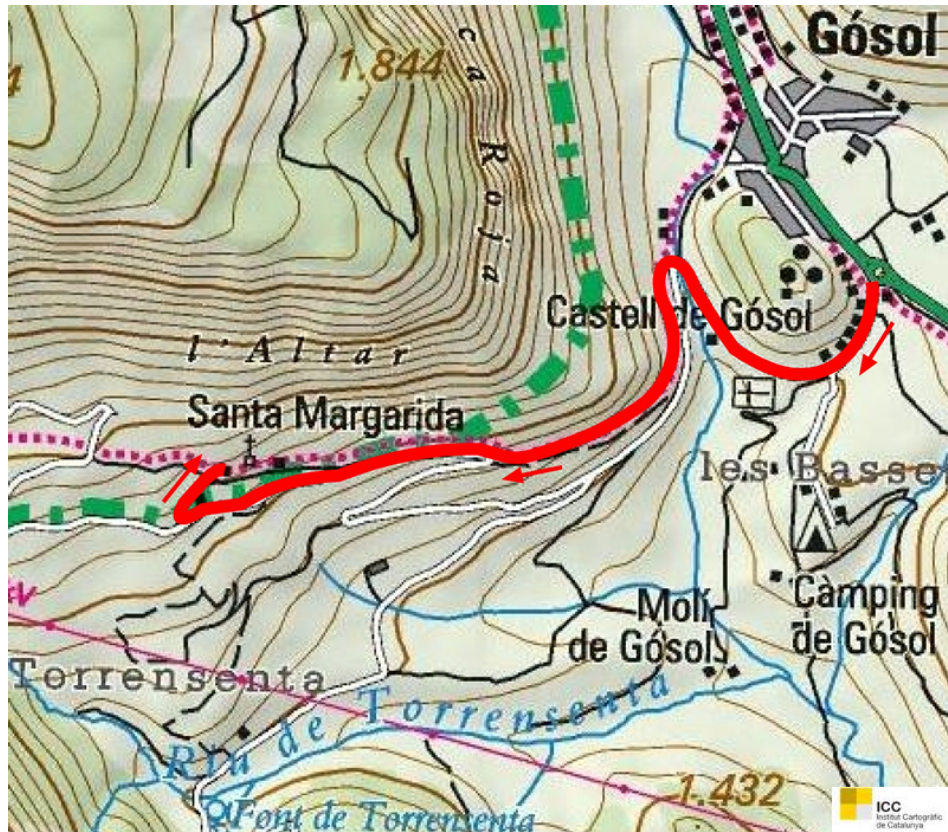 Gósol
1.844
ca Roja
Castell de Gósol
l'Altar
Santa Margarida
les Basse
Molí
de Gósol
Càmping
de Gósol
Torrensenta
Riu de Torrensenta
1.432
Font de Torrensenta
ICC
Institut Cartogràfic
de Catalunya